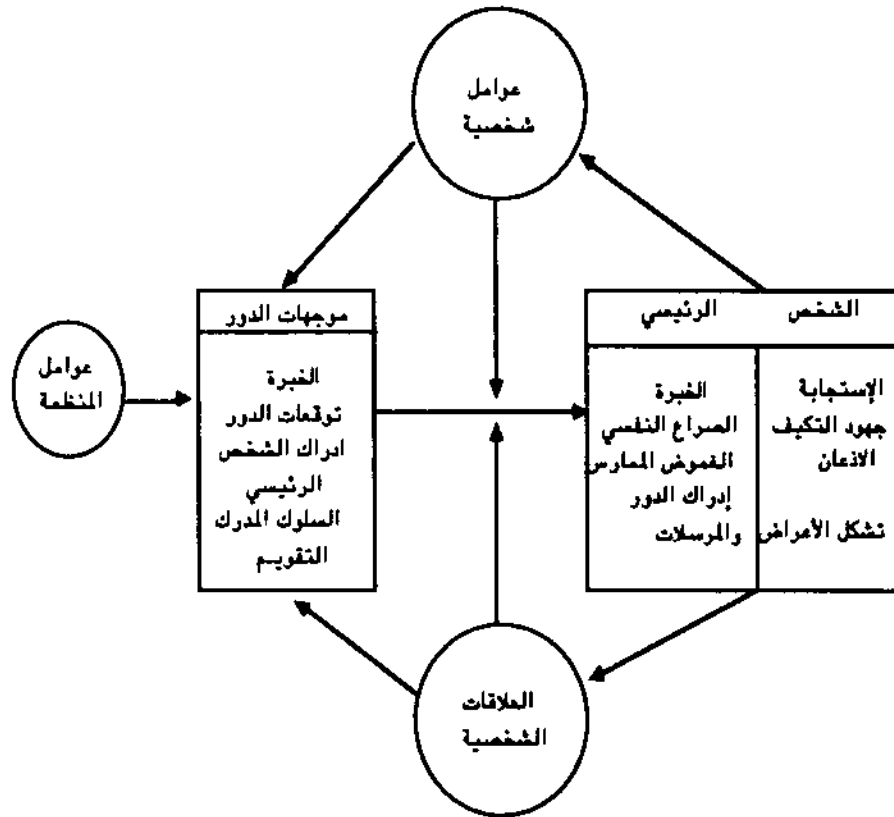 عوامل
شخصية
الشخص الرئيسي
موجهات الدور
عوامل
المنظمة
الإستجابة
جهود التكيف
الاذعان
تشكل الأعراض
الخبرة
الصراع النفسي
الغموض الممارس
إدراك الدور
والمرسلات
الخبرة
توقعات الدور
ادراك الشخص
الرئيسي
السلوك المدرك
التقويم
العلاقات
الشخصية